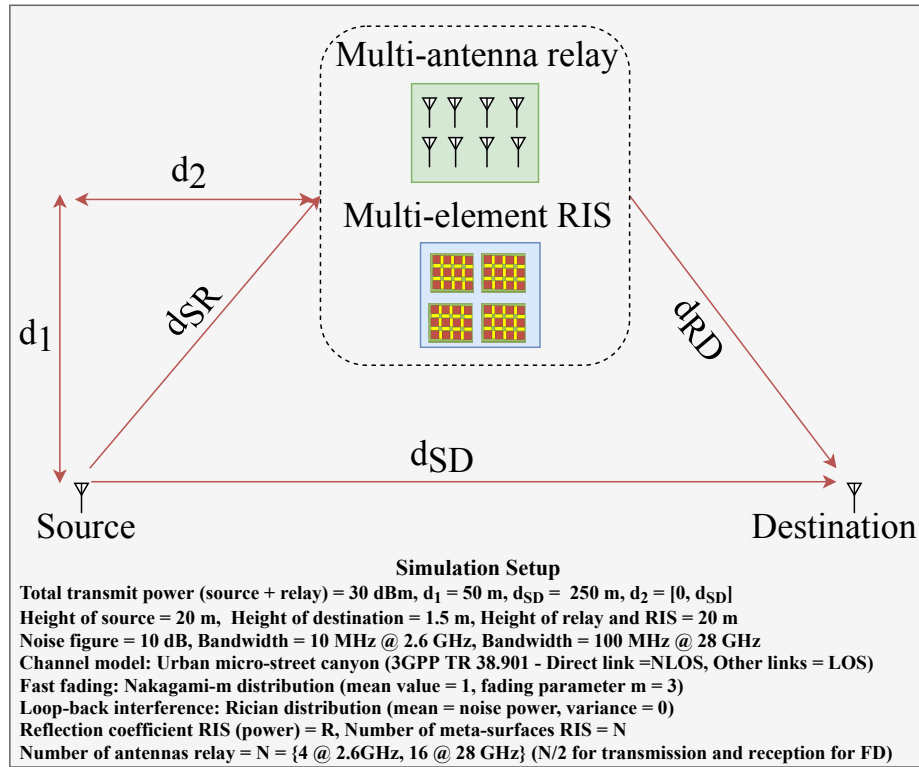 Multi-antenna relay
d2
Multi-element RIS
dSR
d1
dRD
dSD
Source
Destination
Simulation Setup
Total transmit power (source + relay) = 30 dBm, d1 = 50 m, dSD = 250 m, d2 = [0, dSD]
Height of source = 20 m, Height of destination = 1.5 m, Height of relay and RIS = 20 m
Noise figure = 10 dB, Bandwidth = 10 MHz @ 2.6 GHz, Bandwidth = 100 MHz @ 28 GHz
Channel model: Urban micro-street canyon (3GPP TR 38.901 - Direct link =NLOS, Other links = LOS)
Fast fading: Nakagami-m distribution (mean value = 1, fading parameter m = 3)
Loop-back interference: Rician distribution (mean = noise power, variance = 0)
Reflection coefficient RIS (power) = R, Number of meta-surfaces RIS = N
Number of antennas relay = N = {4 @ 2.6GHz, 16 @ 28 GHz} (N/2 for transmission and reception for FD)